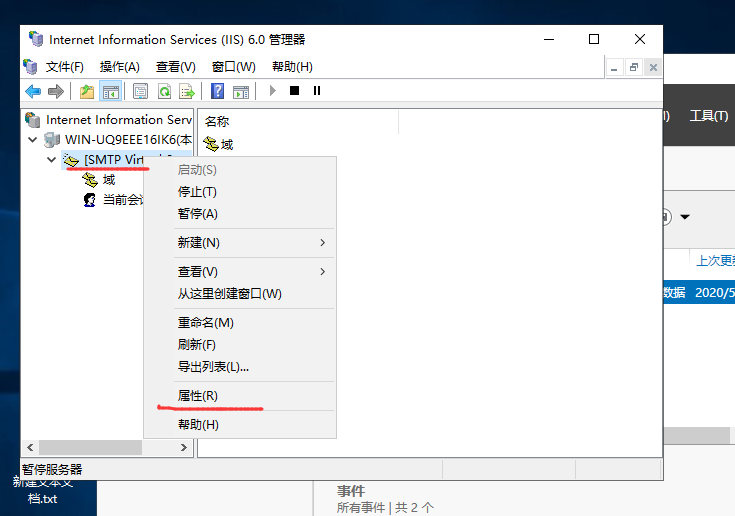 Internet Information Services (IIS) 6.0 管理器
文件(F) 操作(A) 查看(V) 窗口(W) 帮助(H)
工具(T)
Internet Information Serv
名称
WIN-UQ9EEE16IK6(本
域
[SMTP
域
当前会
启动(S)
停止(T)
暂停(A)
新建(N)
查看(V)
从这里创建窗口(W)
重命名(M)
刷新(F)
导出列表(L)...
属性(R)
帮助(H)
上次更
数据 2020/5
暂停服务器
新建文本文
档.txt
事件
所有事件 | 共 2 个